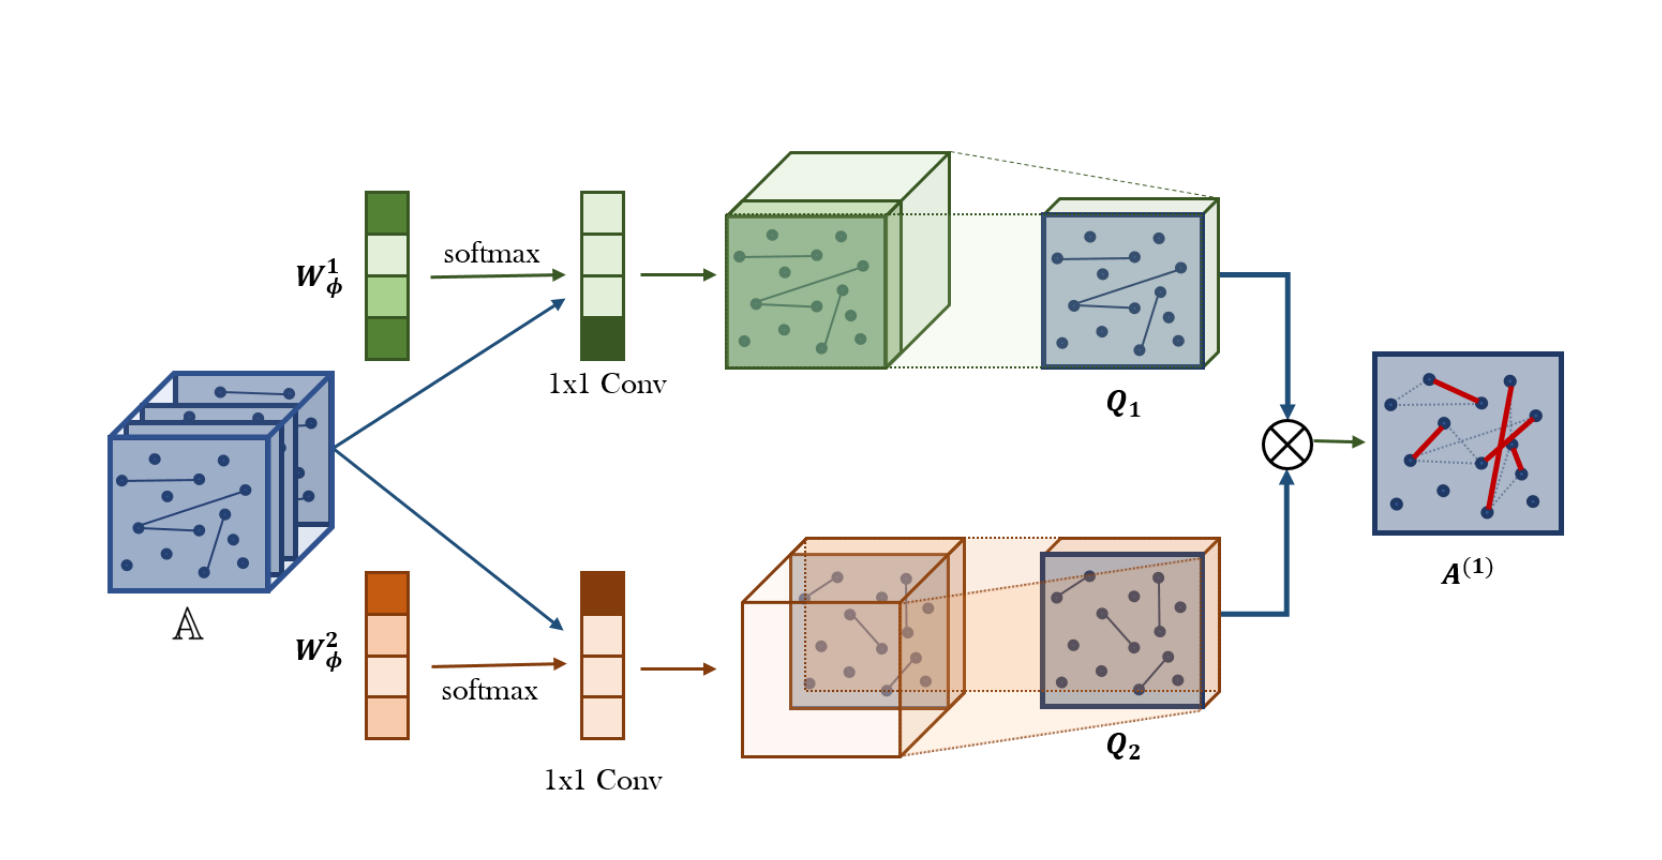 W¹ᵩ
softmax
1x1 Conv
Q₁
𝔸
A⁽¹⁾
W²ᵩ
softmax
1x1 Conv
Q₂